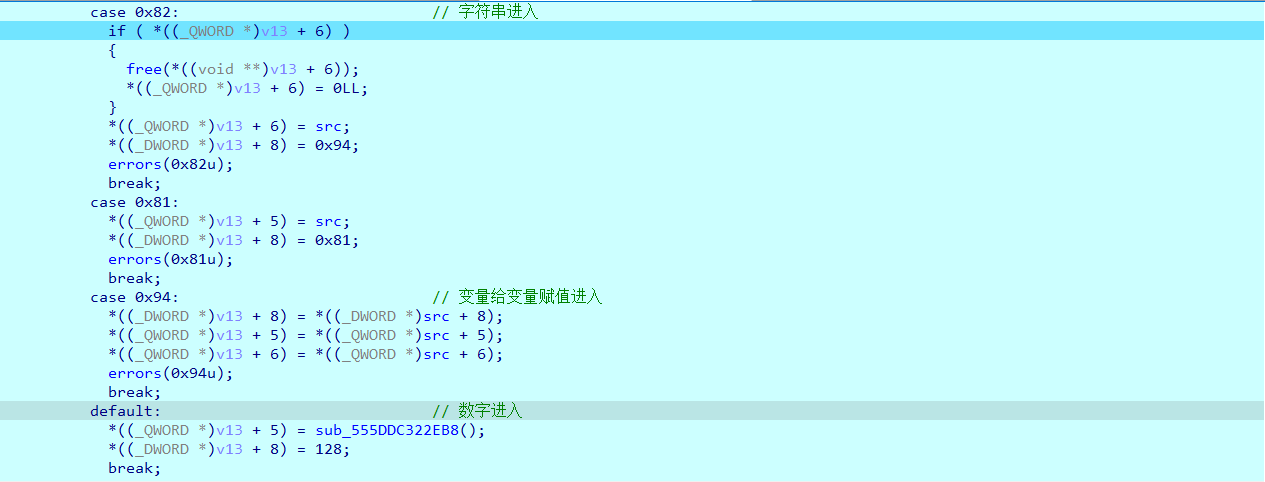 case 0x82: // 字符串进入
if ( *((_QWORD *)v13 + 6) )
{
free(*((void **)v13 + 6));
*((_QWORD *)v13 + 6) = 0LL;
}
*((_QWORD *)v13 + 6) = src;
*((_DWORD *)v13 + 8) = 0x94;
errors(0x82u);
break;
case 0x81:
*((_QWORD *)v13 + 5) = src;
*((_DWORD *)v13 + 8) = 0x81;
errors(0x81u);
break;
case 0x94: // 变量给变量赋值进入
*((_DWORD *)v13 + 8) = *((_DWORD *)src + 8);
*((_QWORD *)v13 + 5) = *((_QWORD *)src + 5);
*((_QWORD *)v13 + 6) = *((_QWORD *)src + 6);
errors(0x94u);
break;
default: // 数字进入
*((_QWORD *)v13 + 5) = sub_555DDC322EB8();
*((_DWORD *)v13 + 8) = 128;
break;